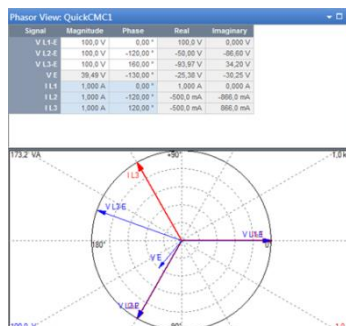 Phasor View: QuickCMC1
Signal Magnitude Phase Real Imaginary
V L1-E 100,0 V 0,00 ° 100,0 V 0,000 V
V L2-E 100,0 V -120,00 ° -50,00 V -86,60 V
V L3-E 100,0 V 160,00 ° -93,97 V 34,20 V
V E 39,49 V -130,00 ° -25,38 V -30,25 V
I L1 1,000 A 0,00 ° 1,000 A 0,000 A
I L2 1,000 A -120,00 ° -500,0 mA -866,0 mA
I L3 1,000 A 120,00 ° -500,0 mA 866,0 mA
173,2 VA +90° 1,0
I L3
V L3-E
180° 0°
V E